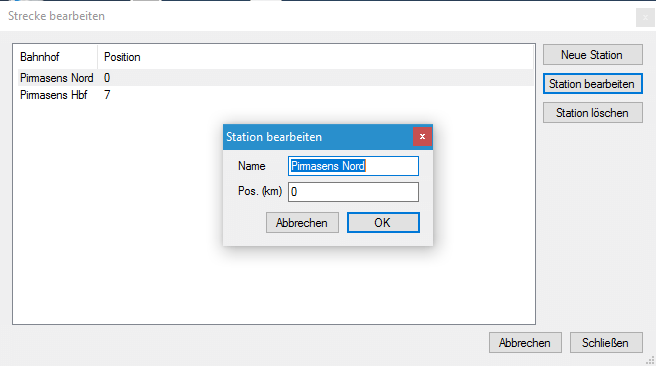 Strecke bearbeiten
Bahnhof Position
Pirmasens Nord 0
Pirmasens Hbf 7
Neue Station
Station bearbeiten
Station löschen
Station bearbeiten
Name Pirmasens Nord
Pos. (km) 0
Abbrechen OK
Abbrechen Schließen